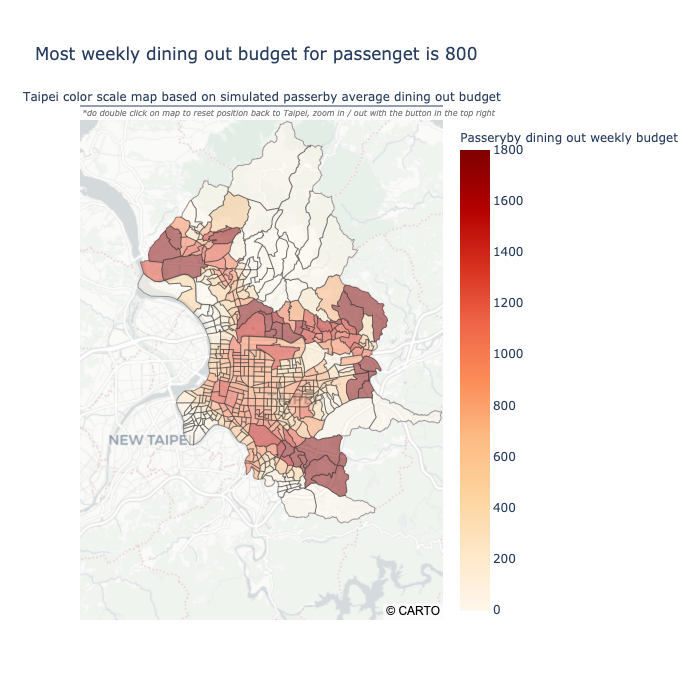 Most weekly dining out budget for passenget is 800
Taipei color scale map based on simulated passerby average dining out budget
*do double click on map to reset position back to Taipei, zoom in / out with the button in the top right
Passeryby dining out weekly budget
1800
1600
1400
1200
1000
800
600
400
200
0
NEW TAIPE
© CARTO